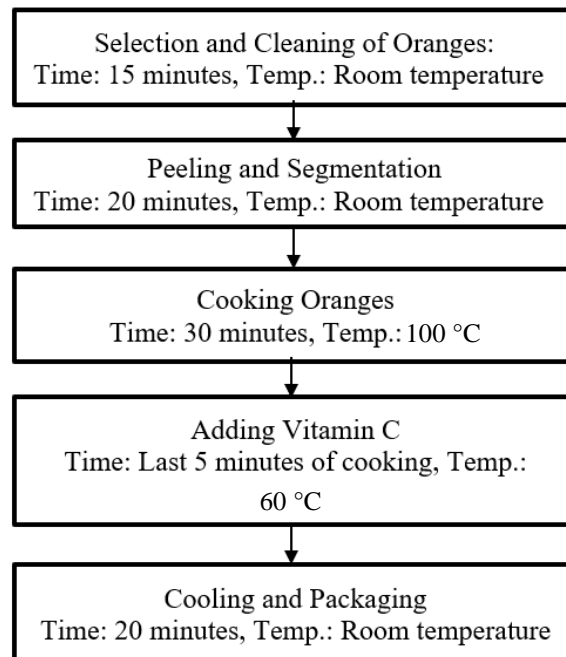 Selection and Cleaning of Oranges:
Time: 15 minutes, Temp.: Room temperature
Peeling and Segmentation
Time: 20 minutes, Temp.: Room temperature
Cooking Oranges
Time: 30 minutes, Temp.: 100 °C
Adding Vitamin C
Time: Last 5 minutes of cooking, Temp.:
60 °C
Cooling and Packaging
Time: 20 minutes, Temp.: Room temperature